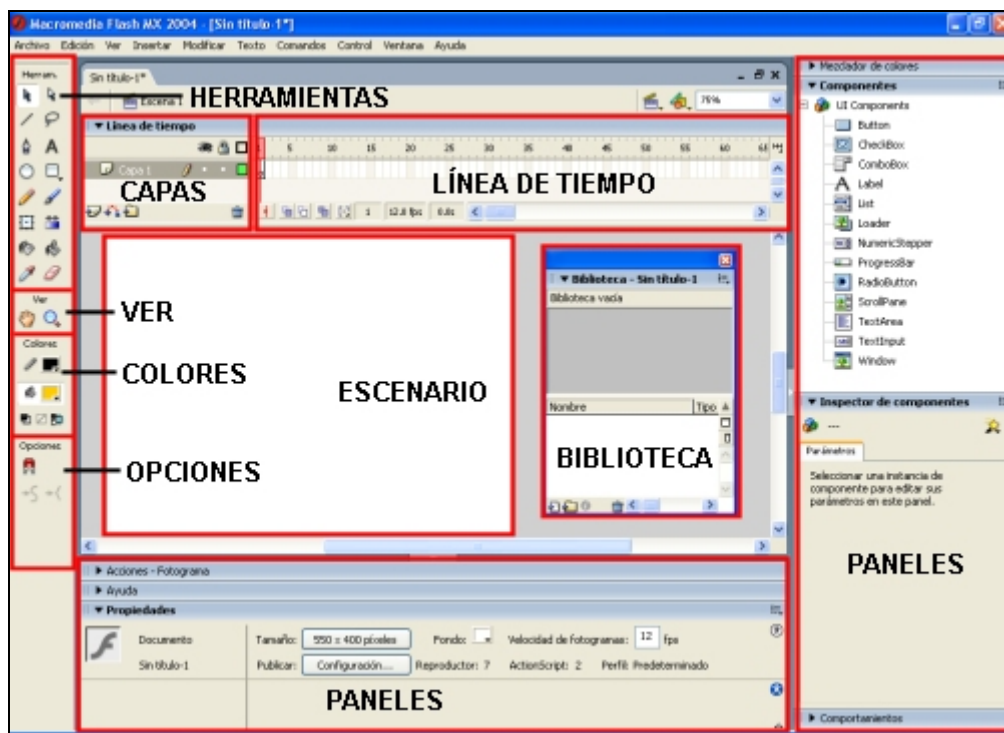 Macromedia Flash MX 2004 - [Sin título-1*]
Archivo Edición Ver Insertar Modificar Texto Comandos Control Ventana Ayuda
Herram.
Sin título-1*
Escena 1
75%
HERRAMIENTAS
Línea de tiempo
5 10 15 20 25 30 35 40 45 50 55 60 65
Capa 1
CAPAS
LÍNEA DE TIEMPO
1 12.0 fps 0.0s
Ver
VER
Colores
COLORES
Opciones
OPCIONES
ESCENARIO
Biblioteca - Sin título-1
Biblioteca vacía
Nombre Tipo
BIBLIOTECA
Mezclador de colores
Componentes
UI Components
Button
CheckBox
ComboBox
Label
List
Loader
NumericStepper
ProgressBar
RadioButton
ScrollPane
TextArea
TextInput
Window
Inspector de componentes
---
Parámetros
Seleccionar una instancia de
componente para editar sus
parámetros en este panel.
PANELES
Comportamientos
Acciones - Fotograma
Ayuda
Propiedades
Documento Tamaño: 550 x 400 píxeles Fondo: Velocidad de fotogramas: 12 fps
Sin título-1 Publicar: Configuración... Reproductor: 7 ActionScript: 2 Perfil: Predeterminado
PANELES